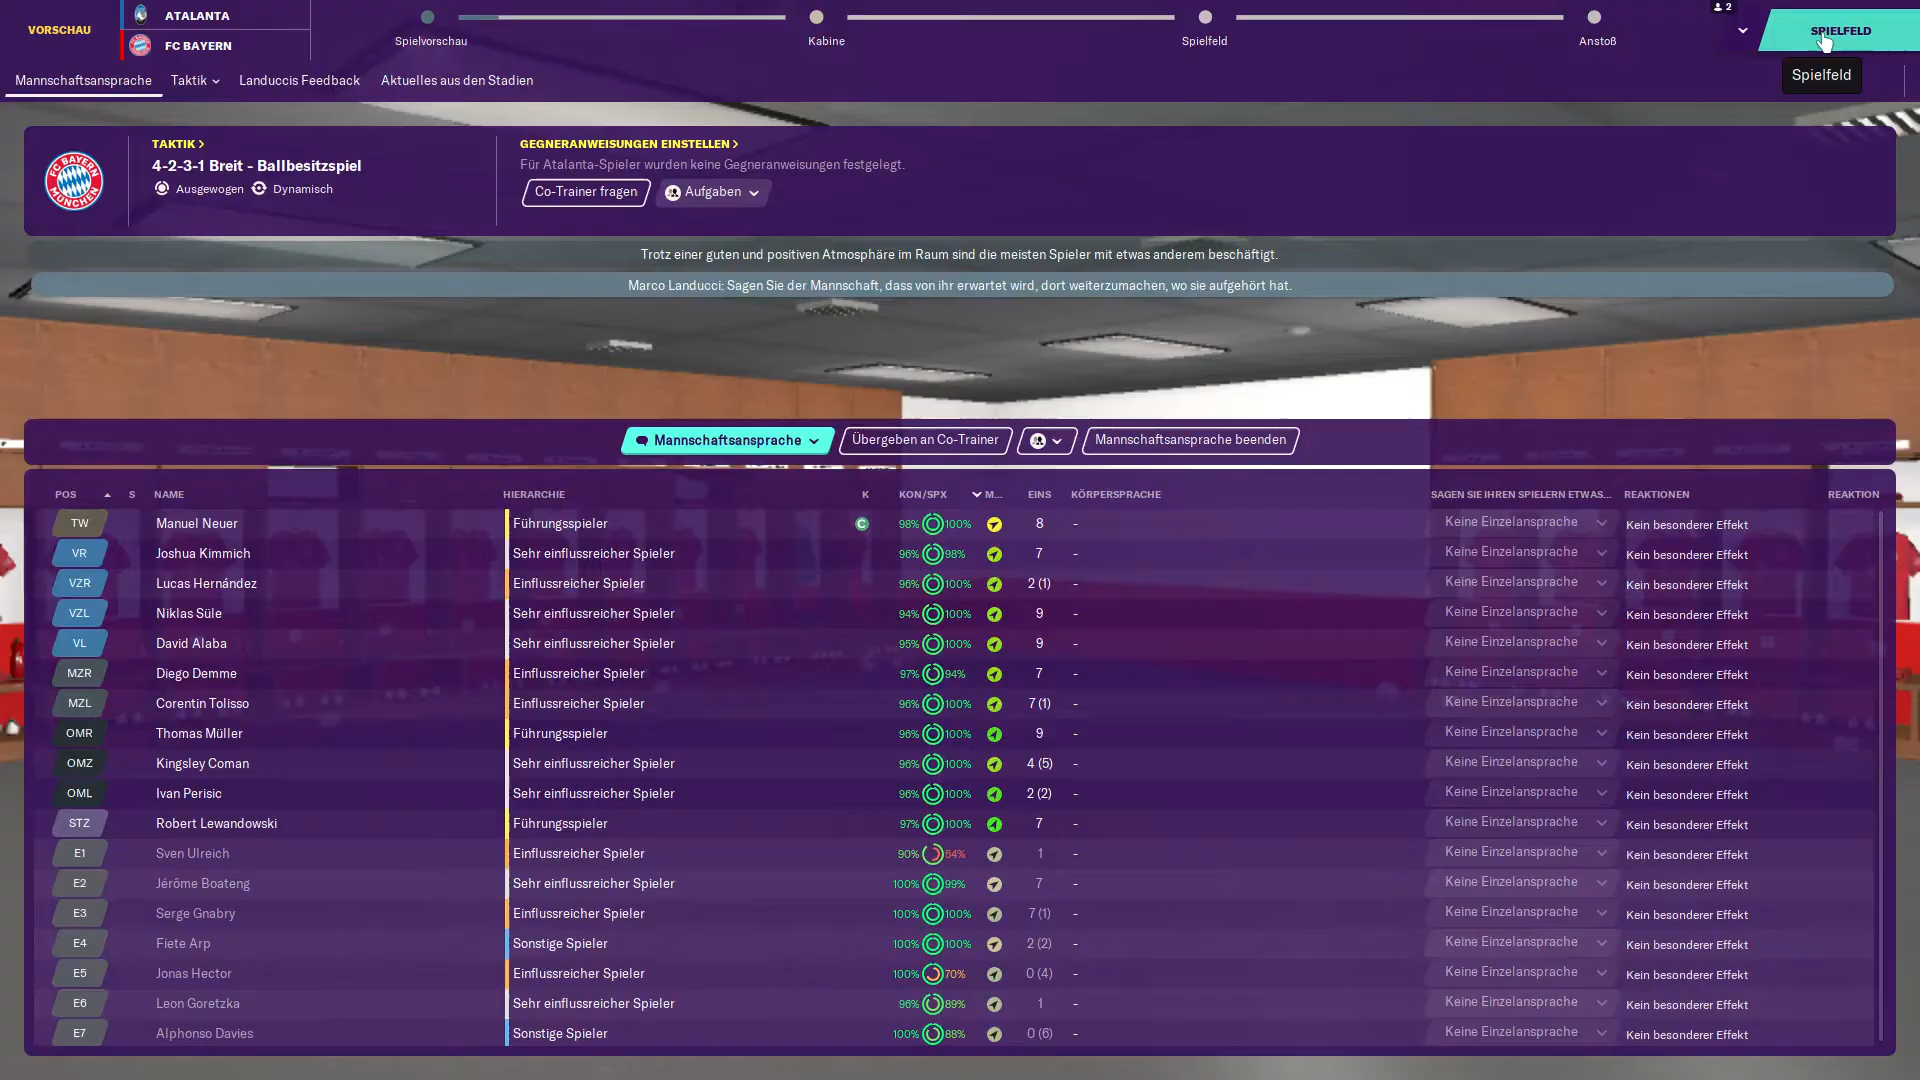 VORSCHAU
ATALANTA
FC BAYERN
Spielvorschau
Kabine
Spielfeld
Anstoß
2
SPIELFELD
Spielfeld
Mannschaftsansprache
Taktik
Landuccis Feedback
Aktuelles aus den Stadien
FC BAYERN MÜNCHEN
TAKTIK >
4-2-3-1 Breit - Ballbesitzspiel
Ausgewogen Dynamisch
GEGNERANWEISUNGEN EINSTELLEN >
Für Atalanta-Spieler wurden keine Gegneranweisungen festgelegt.
Co-Trainer fragen
Aufgaben
Trotz einer guten und positiven Atmosphäre im Raum sind die meisten Spieler mit etwas anderem beschäftigt.
Marco Landucci: Sagen Sie der Mannschaft, dass von ihr erwartet wird, dort weiterzumachen, wo sie aufgehört hat.
Mannschaftsansprache
Übergeben an Co-Trainer
Mannschaftsansprache beenden
POS S NAME HIERARCHIE K KON/SPX M... EINS KÖRPERSPRACHE SAGEN SIE IHREN SPIELERN ETWAS... REAKTIONEN REAKTION
TW Manuel Neuer Führungsspieler C 98% 100% 8 - Keine Einzelansprache Kein besonderer Effekt
VR Joshua Kimmich Sehr einflussreicher Spieler 96% 98% 7 - Keine Einzelansprache Kein besonderer Effekt
VZR Lucas Hernández Einflussreicher Spieler 96% 100% 2 (1) - Keine Einzelansprache Kein besonderer Effekt
VZL Niklas Süle Sehr einflussreicher Spieler 94% 100% 9 - Keine Einzelansprache Kein besonderer Effekt
VL David Alaba Sehr einflussreicher Spieler 95% 100% 9 - Keine Einzelansprache Kein besonderer Effekt
MZR Diego Demme Einflussreicher Spieler 97% 94% 7 - Keine Einzelansprache Kein besonderer Effekt
MZL Corentin Tolisso Einflussreicher Spieler 96% 100% 7 (1) - Keine Einzelansprache Kein besonderer Effekt
OMR Thomas Müller Führungsspieler 96% 100% 9 - Keine Einzelansprache Kein besonderer Effekt
OMZ Kingsley Coman Sehr einflussreicher Spieler 96% 100% 4 (5) - Keine Einzelansprache Kein besonderer Effekt
OML Ivan Perisic Sehr einflussreicher Spieler 96% 100% 2 (2) - Keine Einzelansprache Kein besonderer Effekt
STZ Robert Lewandowski Führungsspieler 97% 100% 7 - Keine Einzelansprache Kein besonderer Effekt
E1 Sven Ulreich Einflussreicher Spieler 90% 54% 1 - Keine Einzelansprache Kein besonderer Effekt
E2 Jérôme Boateng Sehr einflussreicher Spieler 100% 99% 7 - Keine Einzelansprache Kein besonderer Effekt
E3 Serge Gnabry Einflussreicher Spieler 100% 100% 7 (1) - Keine Einzelansprache Kein besonderer Effekt
E4 Fiete Arp Sonstige Spieler 100% 100% 2 (2) - Keine Einzelansprache Kein besonderer Effekt
E5 Jonas Hector Einflussreicher Spieler 100% 70% 0 (4) - Keine Einzelansprache Kein besonderer Effekt
E6 Leon Goretzka Sehr einflussreicher Spieler 96% 89% 1 - Keine Einzelansprache Kein besonderer Effekt
E7 Alphonso Davies Sonstige Spieler 100% 88% 0 (6) - Keine Einzelansprache Kein besonderer Effekt